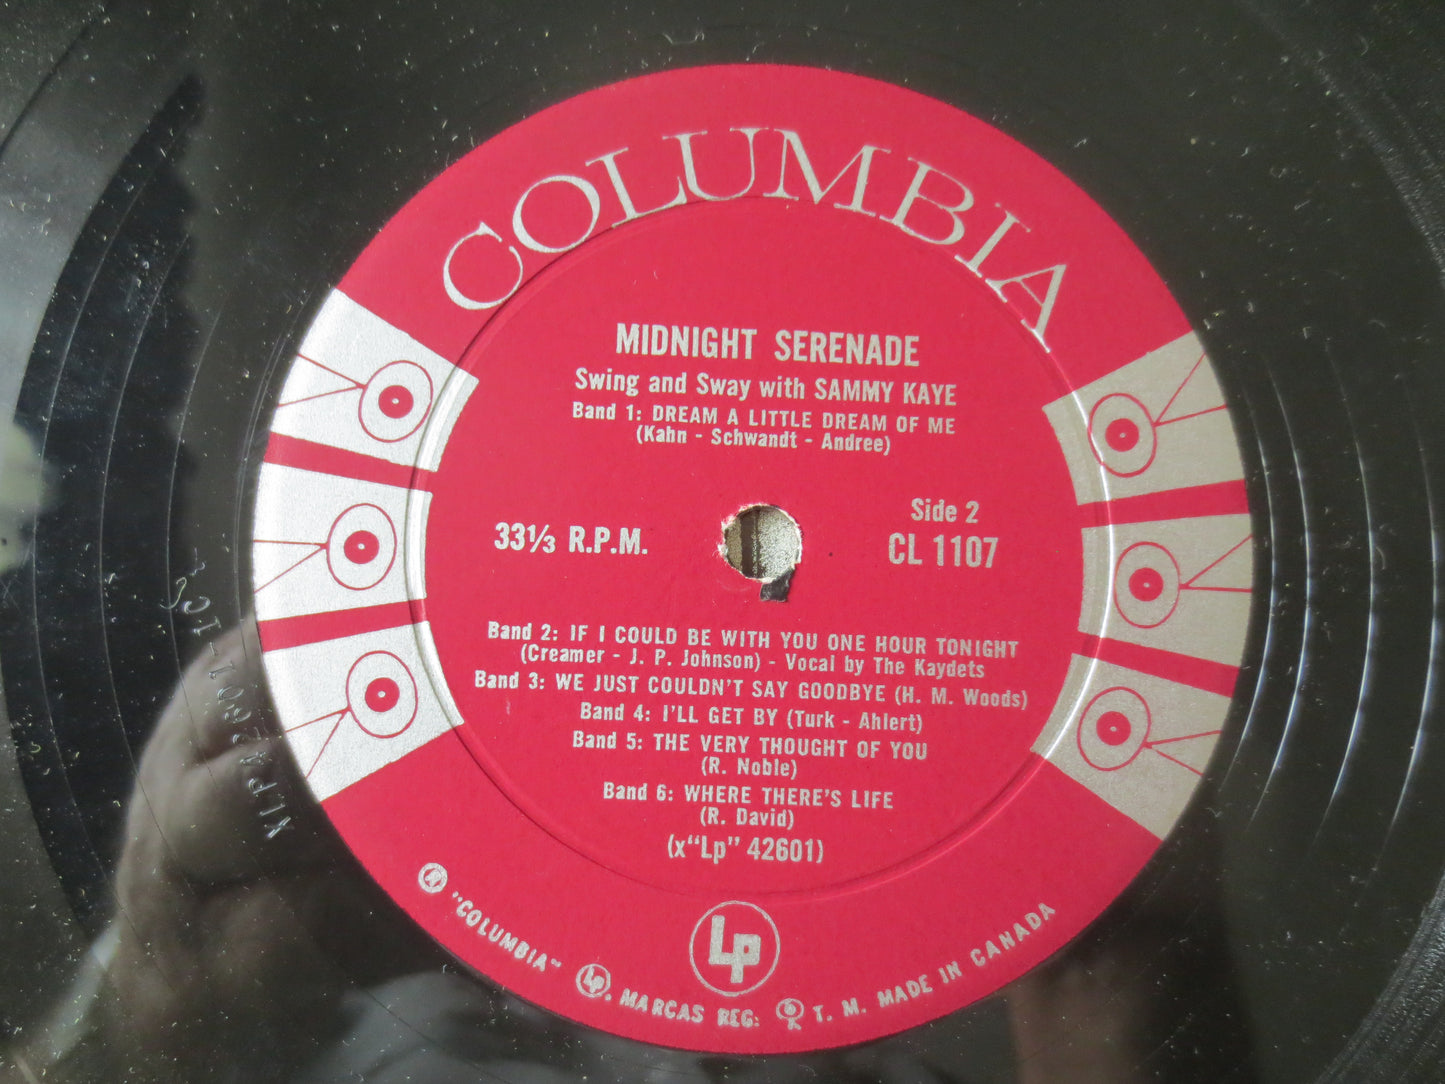 COLUMBIA
MIDNIGHT SERENADE
Swing and Sway with SAMMY KAYE
Band 1: DREAM A LITTLE DREAM OF ME
(Kahn - Schwandt - Andree)
33⅓ R.P.M.
Side 2
CL 1107
Band 2: IF I COULD BE WITH YOU ONE HOUR TONIGHT
(Creamer - J. P. Johnson) - Vocal by The Kaydets
Band 3: WE JUST COULDN'T SAY GOODBYE (H. M. Woods)
Band 4: I'LL GET BY (Turk - Ahlert)
Band 5: THE VERY THOUGHT OF YOU
(R. Noble)
Band 6: WHERE THERE'S LIFE
(R. David)
(x"Lp" 42601)
LP
"COLUMBIA" LP. MARCAS REG: T. M. MADE IN CANADA
XLP42601-1C